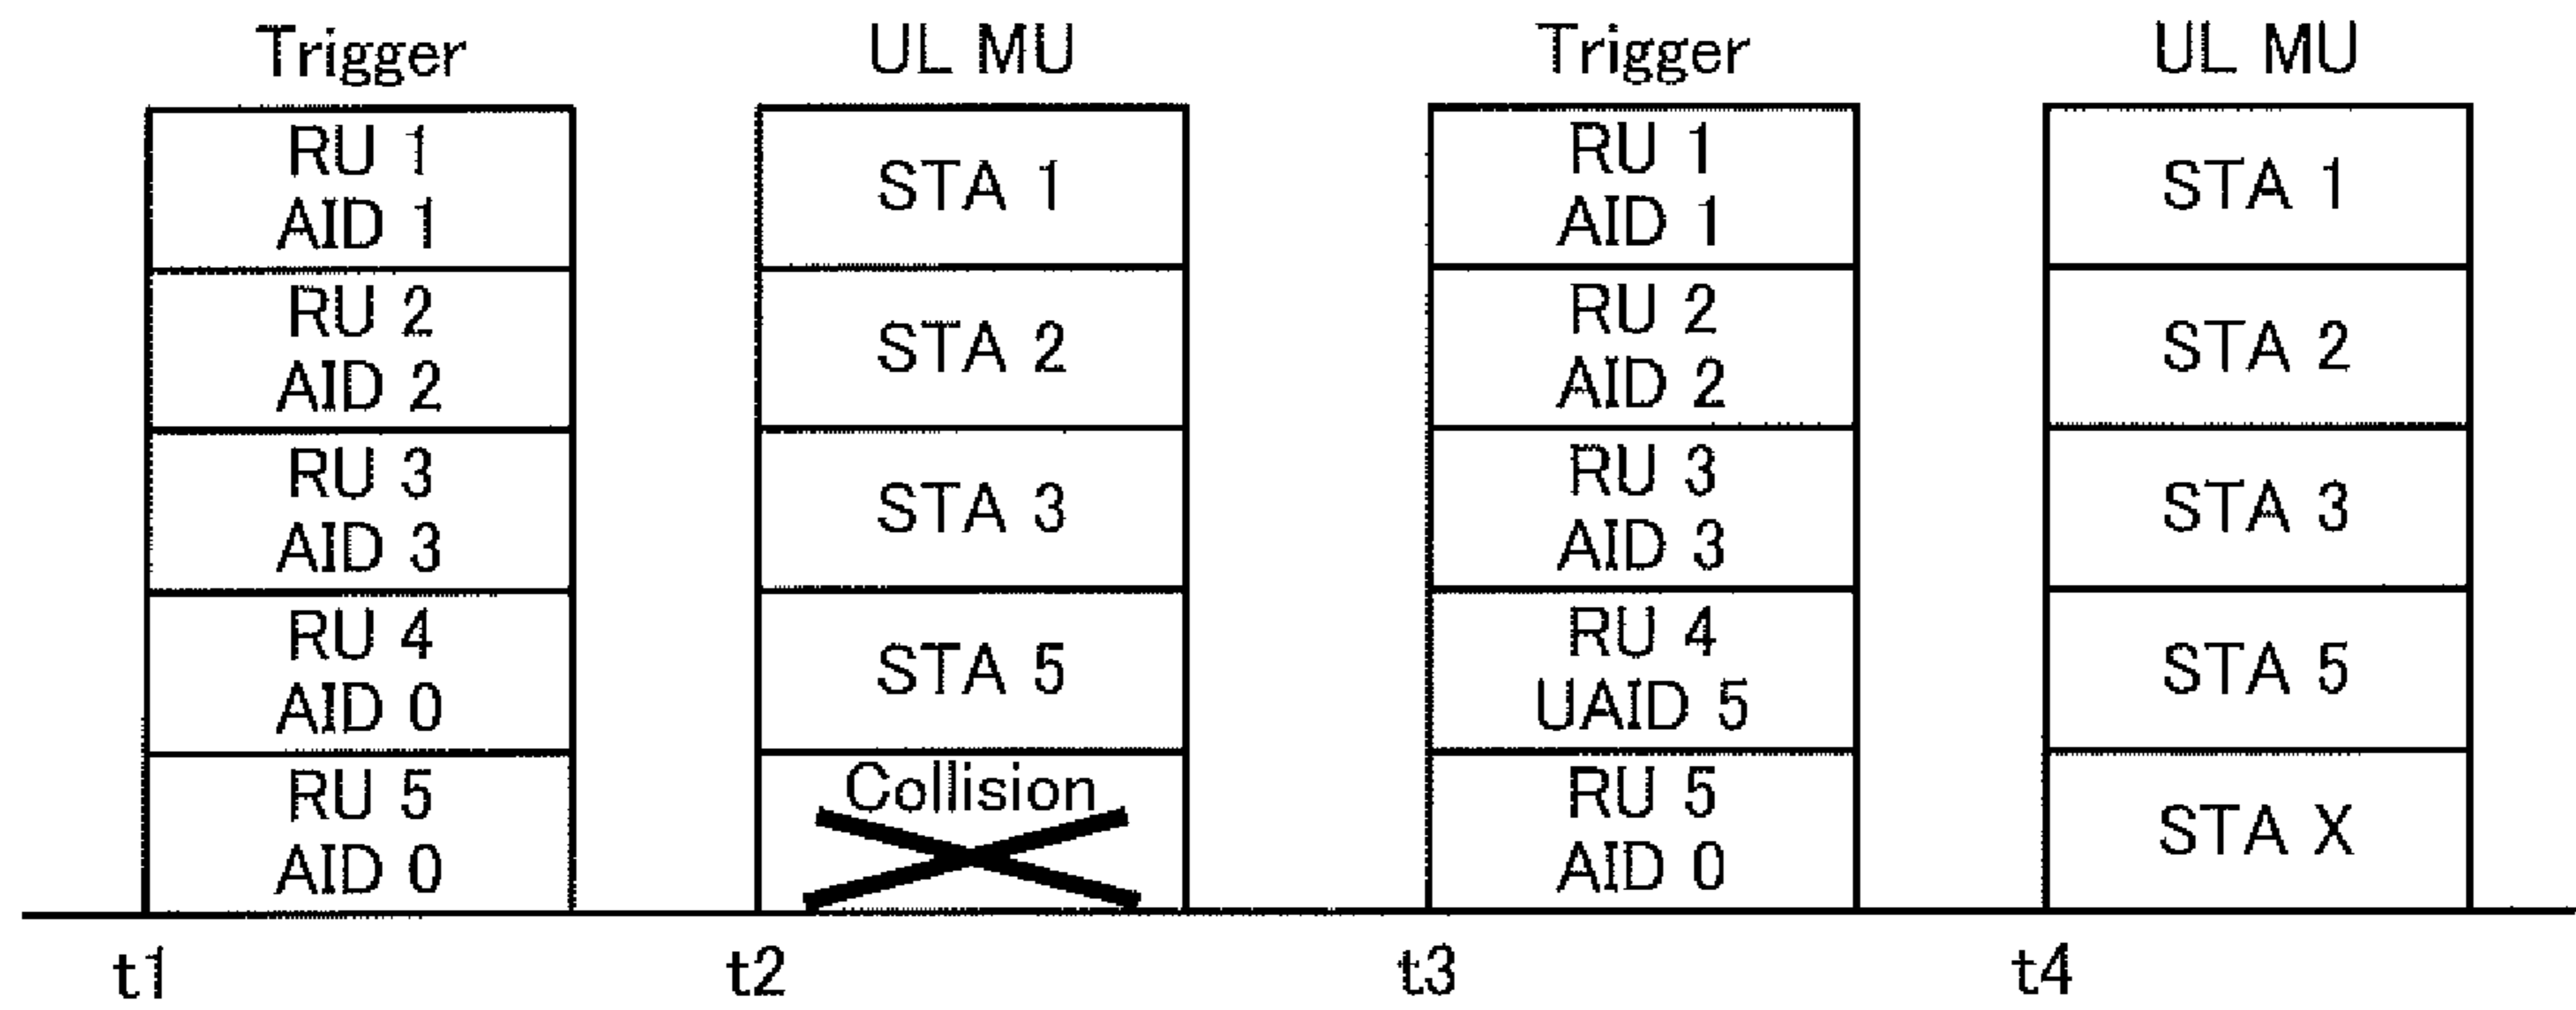 Trigger
RU 1
AID 1
RU 2
AID 2
RU 3
AID 3
RU 4
AID 0
RU 5
AID 0
t1
UL MU
STA 1
STA 2
STA 3
STA 5
Collision
t2
Trigger
RU 1
AID 1
RU 2
AID 2
RU 3
AID 3
RU 4
UAID 5
RU 5
AID 0
t3
UL MU
STA 1
STA 2
STA 3
STA 5
STA X
t4